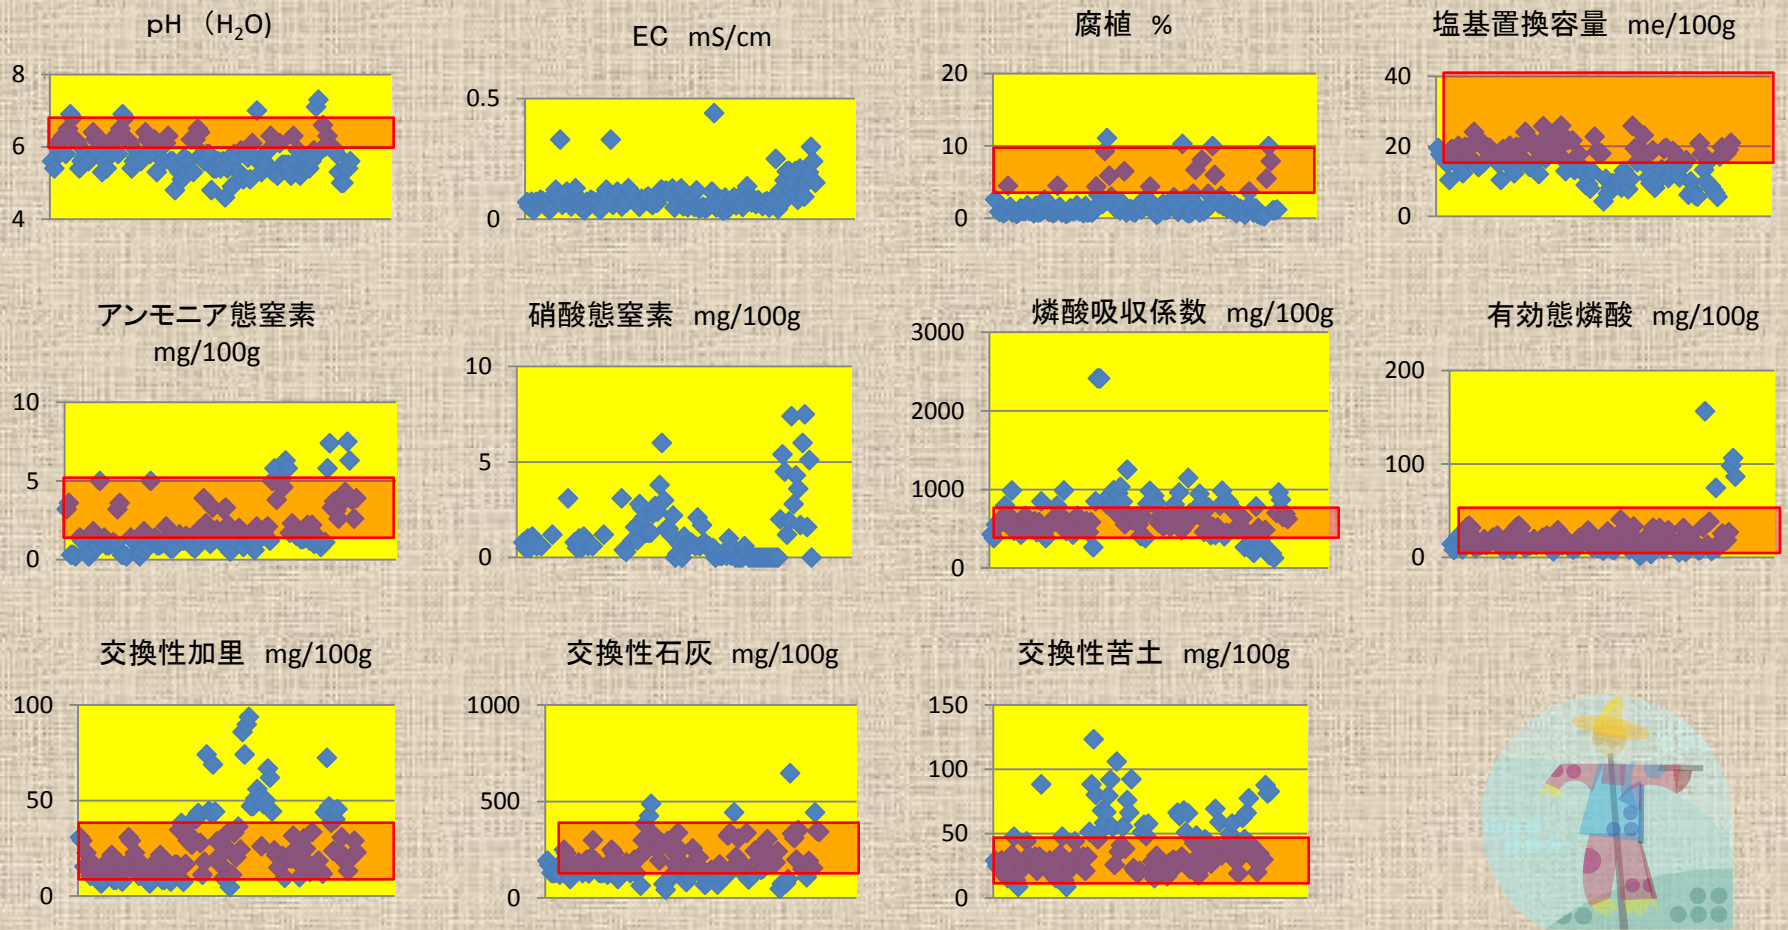 pH （H₂O)
8
6
4
EC mS/cm
0.5
0
腐植 %
20
10
0
塩基置換容量 me/100g
40
20
0
アンモニア態窒素
mg/100g
10
5
0
硝酸態窒素 mg/100g
10
5
0
燐酸吸収係数 mg/100g
3000
2000
1000
0
有効態燐酸 mg/100g
200
100
0
交換性加里 mg/100g
100
50
0
交換性石灰 mg/100g
1000
500
0
交換性苦土 mg/100g
150
100
50
0